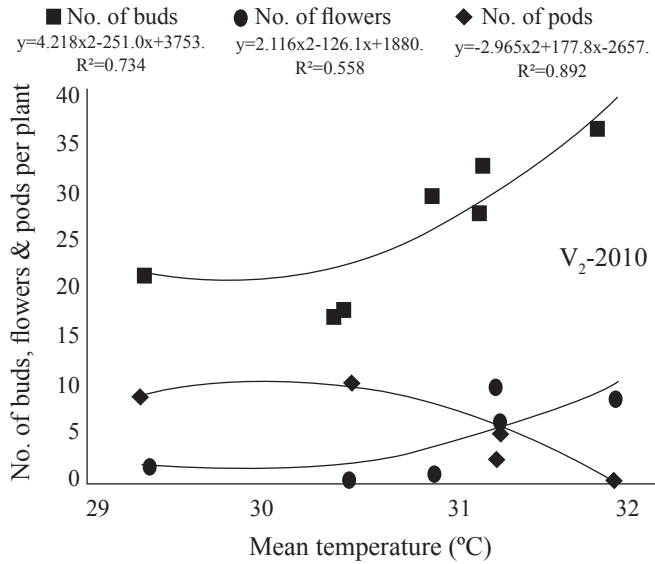 No. of buds
No. of flowers
No. of pods
y=4.218x2-251.0x+3753.
y=2.116x2-126.1x+1880.
y=-2.965x2+177.8x-2657.
R²=0.734
R²=0.558
R²=0.892
No. of buds, flowers & pods per plant
40
35
30
25
20
15
10
5
0
V₂-2010
29
30
31
32
Mean temperature (ºC)